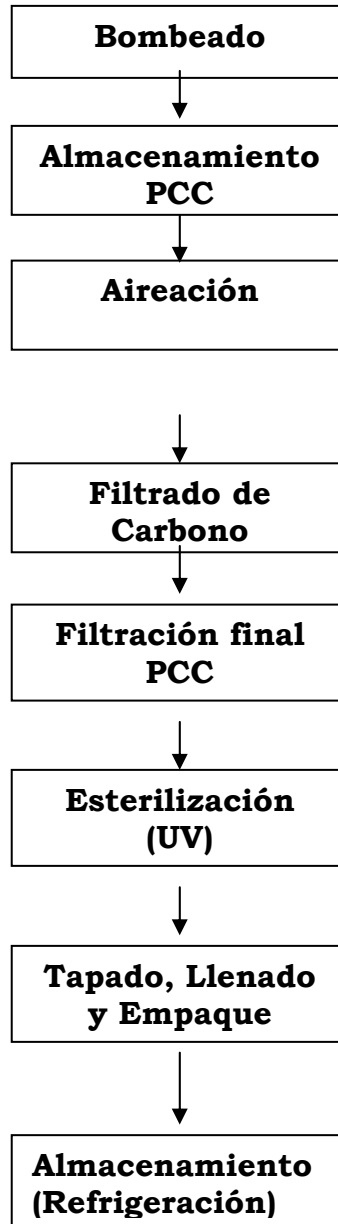 Bombeado
Almacenamiento
PCC
Aireación
Filtrado de
Carbono
Filtración final
PCC
Esterilización
(UV)
Tapado, Llenado
y Empaque
Almacenamiento
(Refrigeración)